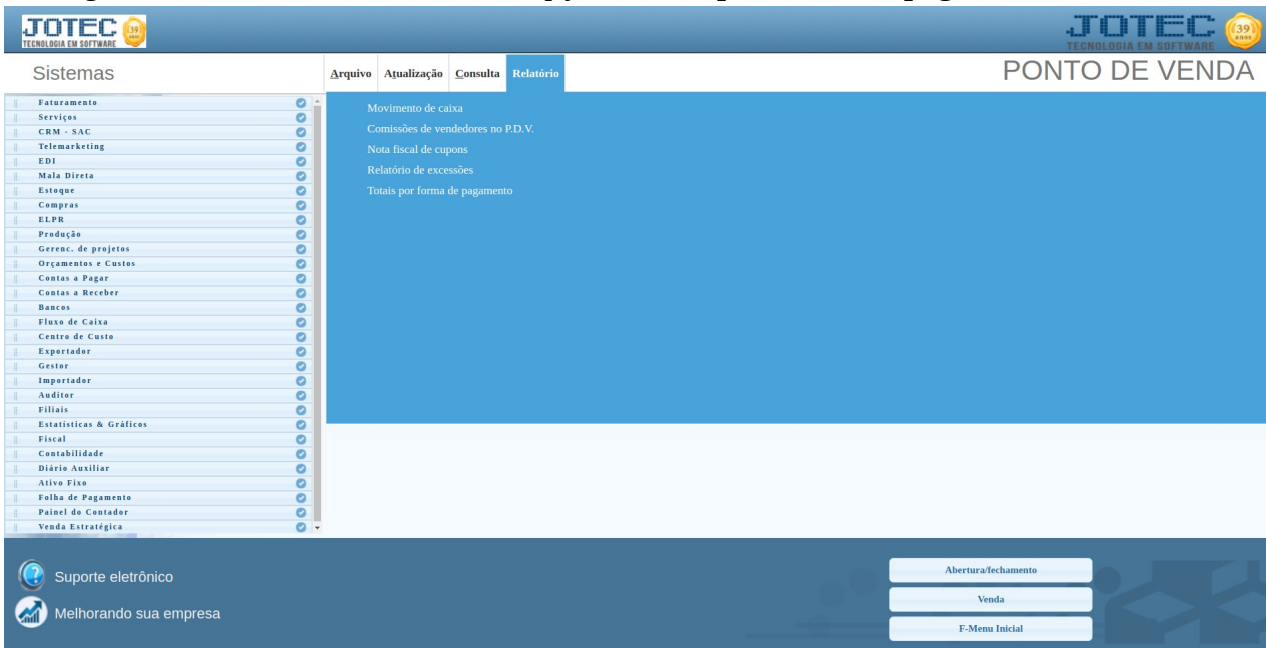 JOTEC
39
anos
TECNOLOGIA EM SOFTWARE
JOTEC
39
anos
TECNOLOGIA EM SOFTWARE
Sistemas
Arquivo Atualização Consulta Relatório
PONTO DE VENDA
Faturamento
Serviços
CRM - SAC
Telemarketing
EDI
Mala Direta
Estoque
Compras
ELPR
Produção
Gerenc. de projetos
Orçamentos e Custos
Contas a Pagar
Contas a Receber
Bancos
Fluxo de Caixa
Centro de Custo
Exportador
Gestor
Importador
Auditor
Filiais
Estatísticas & Gráficos
Fiscal
Contabilidade
Diário Auxiliar
Ativo Fixo
Folha de Pagamento
Painel do Contador
Venda Estratégica
Movimento de caixa
Comissões de vendedores no P.D.V.
Nota fiscal de cupons
Relatório de excessões
Totais por forma de pagamento
Suporte eletrônico
Melhorando sua empresa
Abertura/fechamento
Venda
F-Menu Inicial